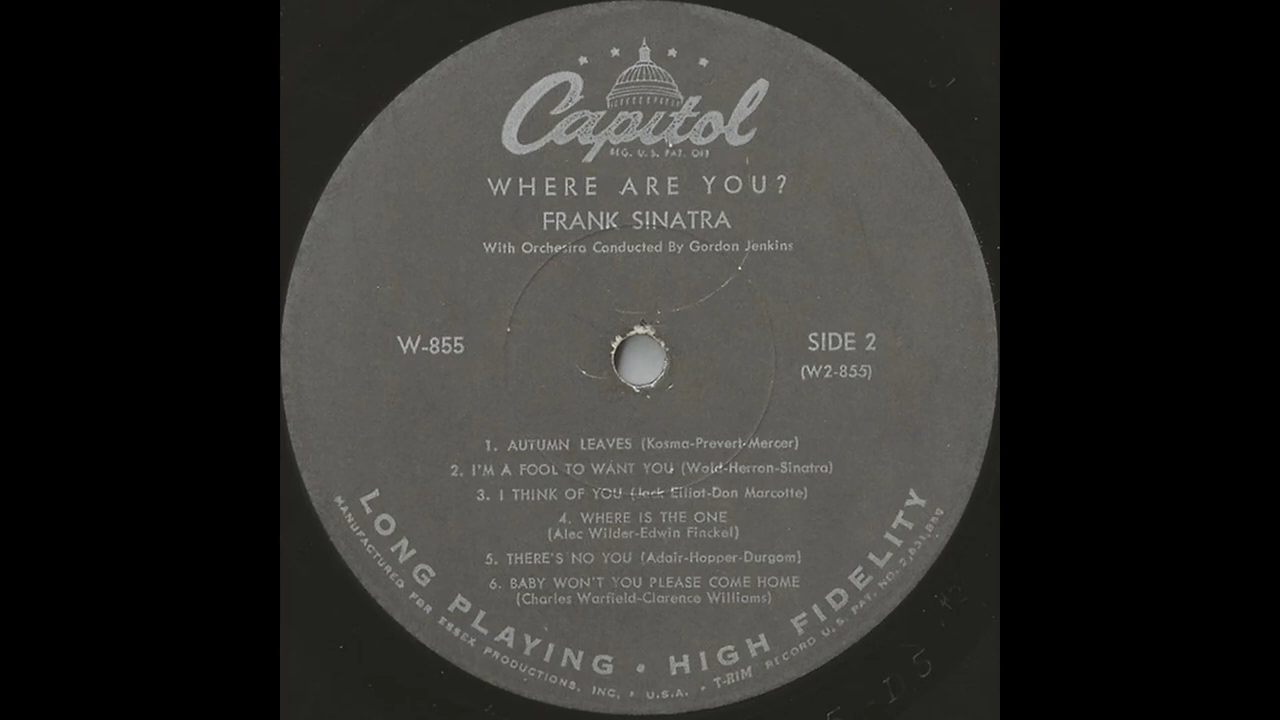 Capitol
REG. U.S. PAT. OFF
WHERE ARE YOU?
FRANK SINATRA
With Orchestra Conducted By Gordon Jenkins
W-855
SIDE 2
(W2-855)
1. AUTUMN LEAVES (Kosma-Prevert-Mercer)
2. I'M A FOOL TO WANT YOU (Wold-Herron-Sinatra)
3. I THINK OF YOU (Jack Elliot-Don Marcotte)
4. WHERE IS THE ONE
(Alec Wilder-Edwin Finckel)
5. THERE'S NO YOU (Adair-Hopper-Durgom)
6. BABY WON'T YOU PLEASE COME HOME
(Charles Warfield-Clarence Williams)
LONG PLAYING • HIGH FIDELITY
MANUFACTURED FOR ESSEX PRODUCTIONS, INC. • U.S.A. • T-RIM RECORD U.S. PAT. NO. 2,631,859